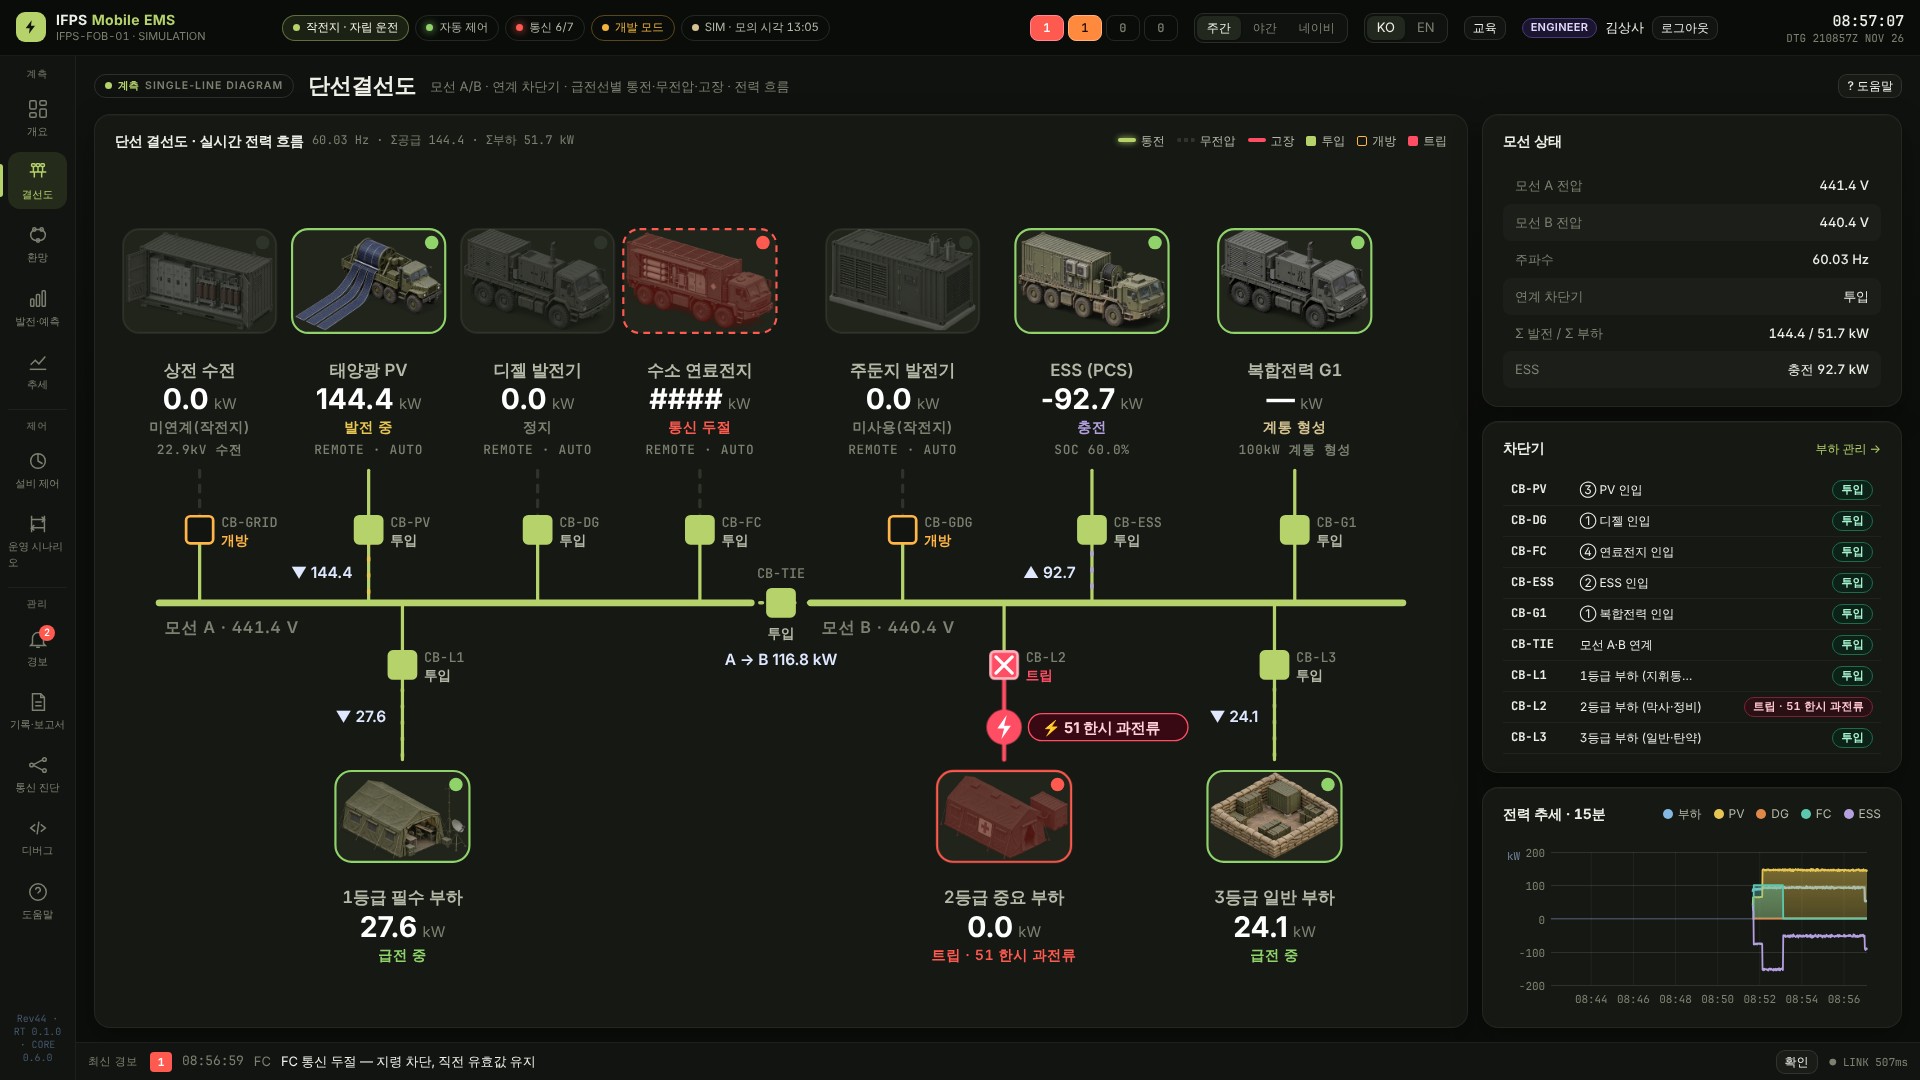 IFPS Mobile EMS
IFPS-FOB-01 · SIMULATION
작전지 · 자립 운전
자동 제어
통신 6/7
개발 모드
SIM · 모의 시각 13:05
1
1
0
0
주간
야간
네이비
KO
EN
교육
ENGINEER
김상사
로그아웃
08:57:07
DTG 210857Z NOV 26
계측
개요
결선도
환망
발전·예측
추세
제어
설비 제어
운영 시나리오
관리
2
경보
기록·보고서
통신 진단
디버그
도움말
Rev44 ·
RT 0.1.0
· CORE
0.6.0
계측 SINGLE-LINE DIAGRAM
단선결선도
모선 A/B · 연계 차단기 · 급전선별 통전·무전압·고장 · 전력 흐름
? 도움말
단선 결선도 · 실시간 전력 흐름
60.03 Hz · Σ공급 144.4 · Σ부하 51.7 kW
통전
무전압
고장
투입
개방
트립
상전 수전
0.0 kW
미연계(작전지)
22.9kV 수전
태양광 PV
144.4 kW
발전 중
REMOTE · AUTO
디젤 발전기
0.0 kW
정지
REMOTE · AUTO
수소 연료전지
#### kW
통신 두절
REMOTE · AUTO
주둔지 발전기
0.0 kW
미사용(작전지)
REMOTE · AUTO
ESS (PCS)
-92.7 kW
충전
SOC 60.0%
복합전력 G1
— kW
계통 형성
100kW 계통 형성
CB-GRID
개방
CB-PV
투입
CB-DG
투입
CB-FC
투입
CB-GDG
개방
CB-ESS
투입
CB-G1
투입
▼ 144.4
▲ 92.7
CB-TIE
투입
모선 A · 441.4 V
모선 B · 440.4 V
A → B 116.8 kW
CB-L1
투입
CB-L2
트립
CB-L3
투입
▼ 27.6
⚡ 51 한시 과전류
▼ 24.1
1등급 필수 부하
27.6 kW
급전 중
2등급 중요 부하
0.0 kW
트립 · 51 한시 과전류
3등급 일반 부하
24.1 kW
급전 중
모선 상태
모선 A 전압 441.4 V
모선 B 전압 440.4 V
주파수 60.03 Hz
연계 차단기 투입
Σ 발전 / Σ 부하 144.4 / 51.7 kW
ESS 충전 92.7 kW
차단기
부하 관리 →
CB-PV ③ PV 인입 투입
CB-DG ① 디젤 인입 투입
CB-FC ④ 연료전지 인입 투입
CB-ESS ② ESS 인입 투입
CB-G1 ① 복합전력 인입 투입
CB-TIE 모선 A·B 연계 투입
CB-L1 1등급 부하 (지휘통... 투입
CB-L2 2등급 부하 (막사·정비) 트립 · 51 한시 과전류
CB-L3 3등급 부하 (일반·탄약) 투입
전력 추세 · 15분
부하
PV
DG
FC
ESS
kW
200
100
0
-100
-200
08:44
08:46
08:48
08:50
08:52
08:54
08:56
최신 경보
1
08:56:59
FC
FC 통신 두절 — 지령 차단, 직전 유효값 유지
확인
LINK 507ms